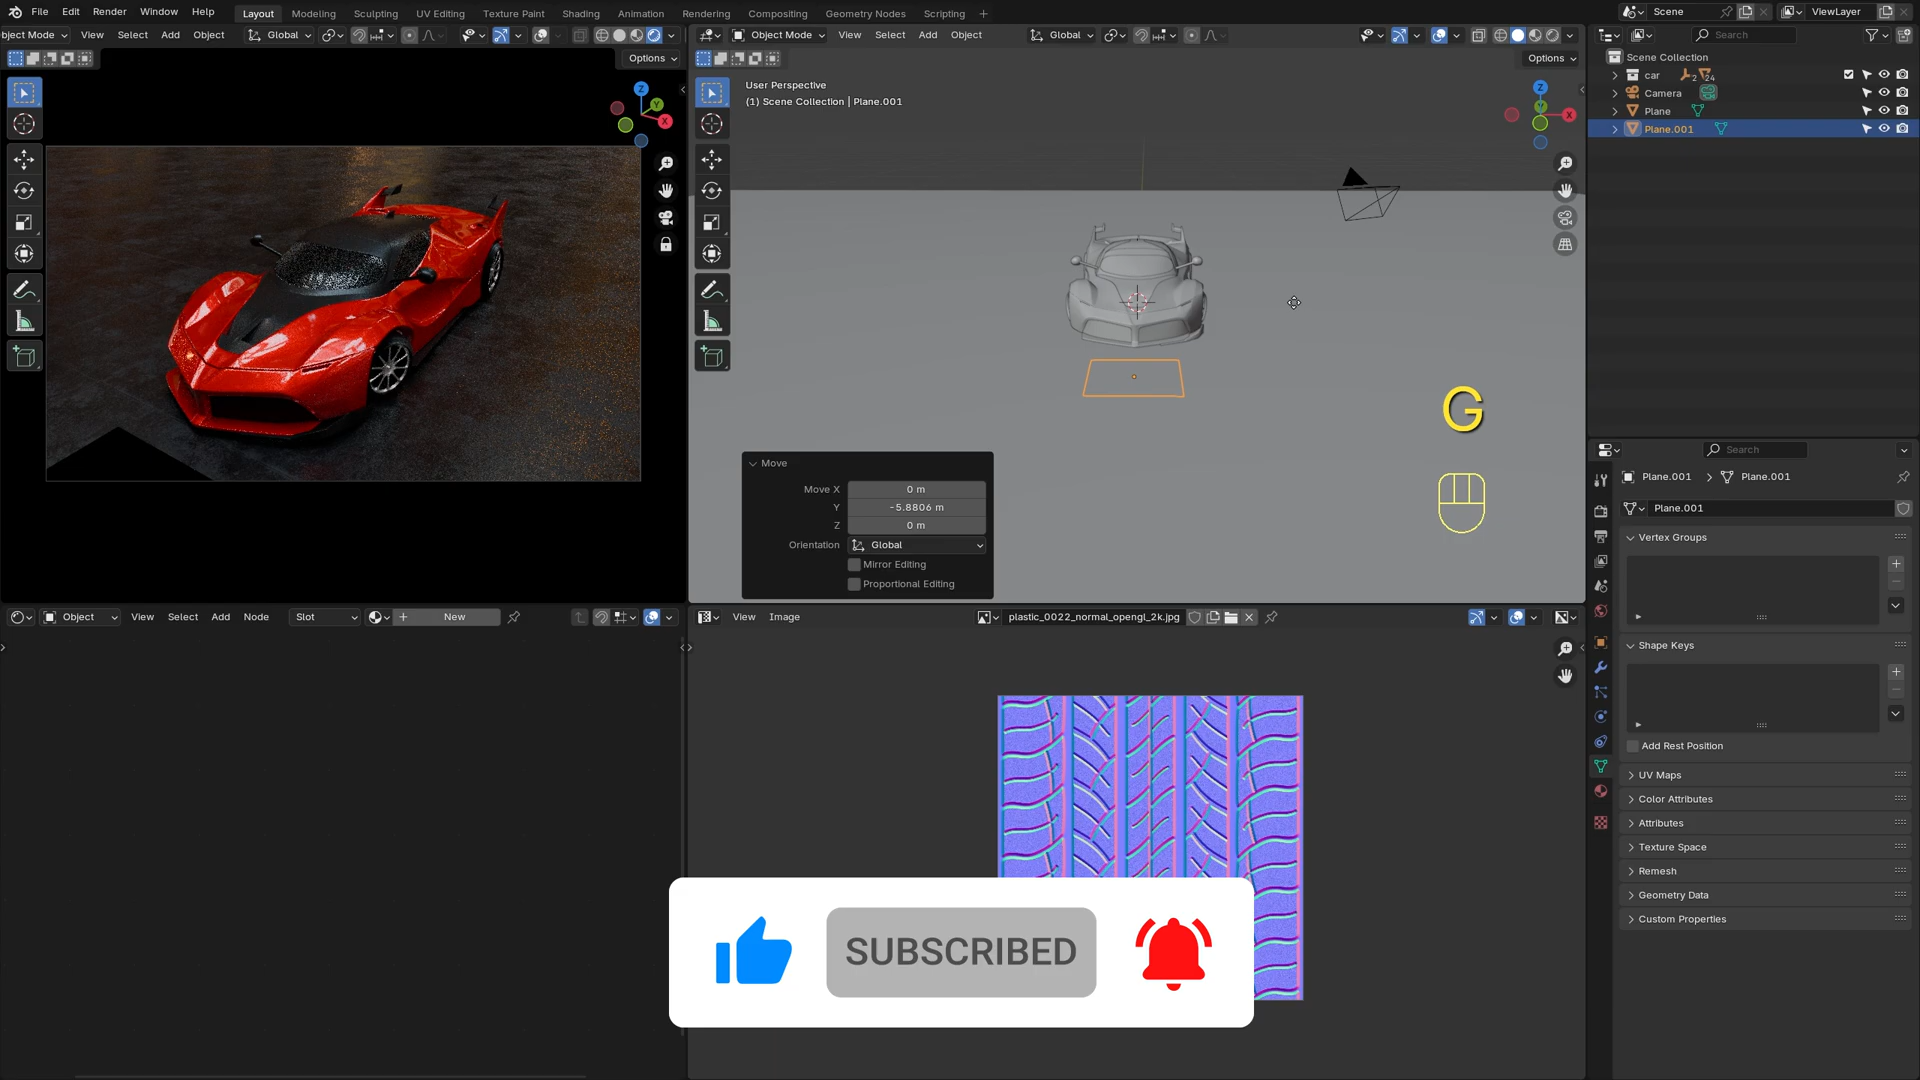 File Edit Render Window Help Layout Modeling Sculpting UV Editing Texture Paint Shading Animation Rendering Compositing Geometry Nodes Scripting + Scene ViewLayer
bject Mode View Select Add Object Global Object Mode View Select Add Object Global Search
Options Options
Scene Collection
car 2 24
Camera
Plane
Plane.001
User Perspective
(1) Scene Collection | Plane.001
Z Y X
Z Y X
G
Move
Move X 0 m
Y -5.8806 m
Z 0 m
Orientation Global
Mirror Editing
Proportional Editing
Search
Plane.001 > Plane.001
Plane.001
Vertex Groups
Shape Keys
Add Rest Position
UV Maps
Color Attributes
Attributes
Texture Space
Remesh
Geometry Data
Custom Properties
Object View Select Add Node Slot + New
View Image plastic_0022_normal_opengl_2k.jpg
SUBSCRIBED